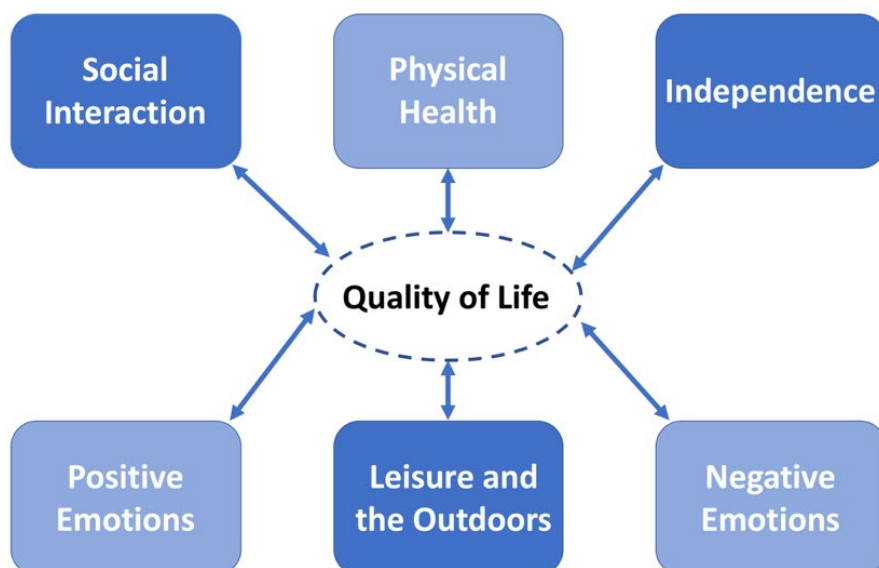 Social
Interaction
Physical
Health
Independence
Quality of Life
Positive
Emotions
Leisure and
the Outdoors
Negative
Emotions